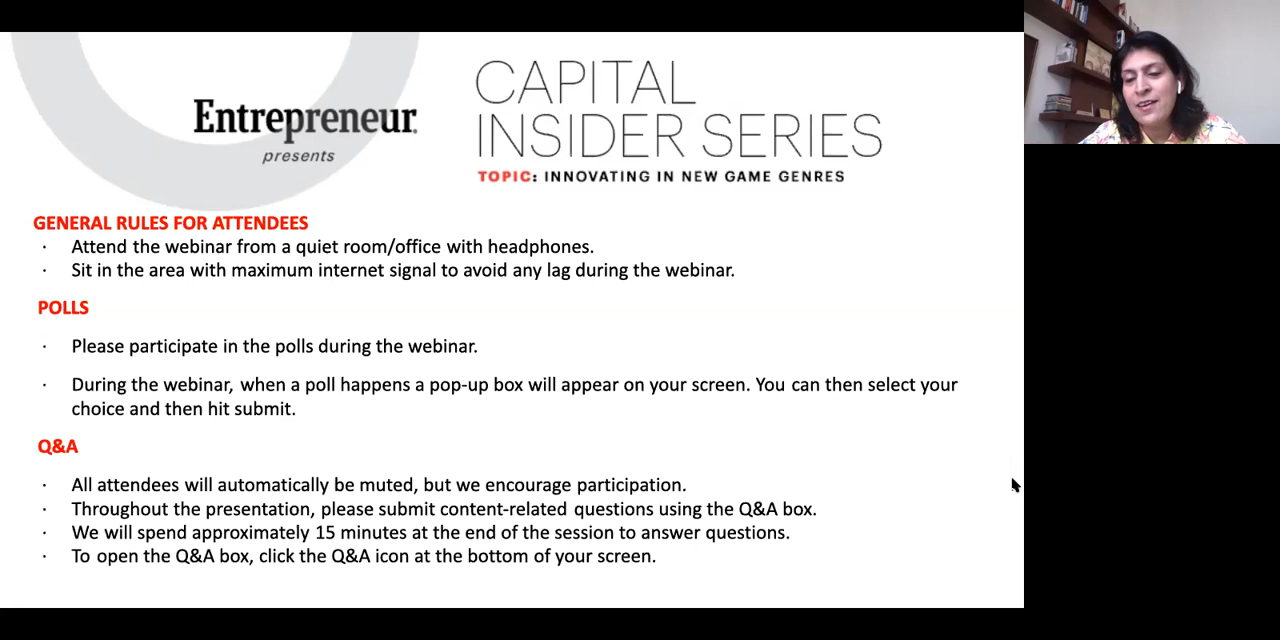 Entrepreneur
presents
CAPITAL
INSIDER SERIES
TOPIC: INNOVATING IN NEW GAME GENRES
GENERAL RULES FOR ATTENDEES
· Attend the webinar from a quiet room/office with headphones.
· Sit in the area with maximum internet signal to avoid any lag during the webinar.
POLLS
· Please participate in the polls during the webinar.
· During the webinar, when a poll happens a pop-up box will appear on your screen. You can then select your
choice and then hit submit.
Q&A
· All attendees will automatically be muted, but we encourage participation.
· Throughout the presentation, please submit content-related questions using the Q&A box.
· We will spend approximately 15 minutes at the end of the session to answer questions.
· To open the Q&A box, click the Q&A icon at the bottom of your screen.